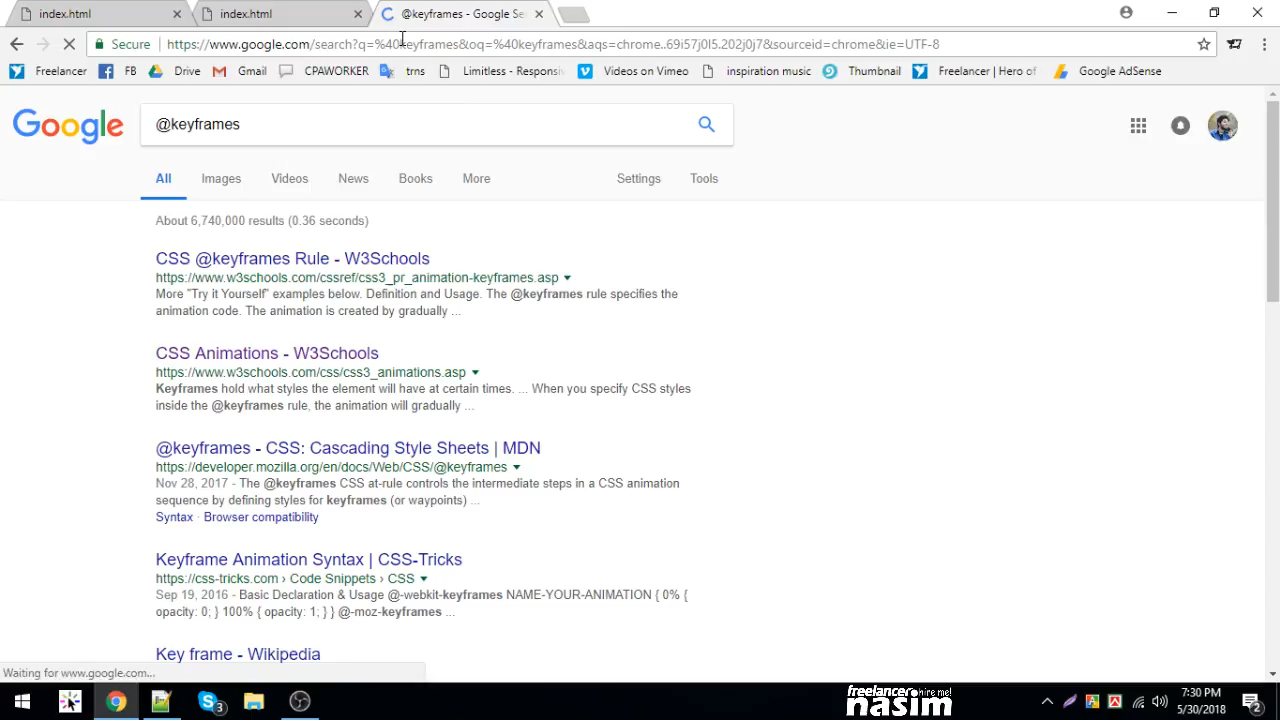 index.html
index.html
@keyframes - Google Se
Secure
https://www.google.com/search?q=%40keyframes&oq=%40keyframes&aqs=chrome..69i57j0l5.202j0j7&sourceid=chrome&ie=UTF-8
Freelancer
FB
Drive
Gmail
CPAWORKER
trns
Limitless - Responsi
Videos on Vimeo
inspiration music
Thumbnail
Freelancer | Hero of
Google AdSense
Google
@keyframes
All
Images
Videos
News
Books
More
Settings
Tools
About 6,740,000 results (0.36 seconds)
CSS @keyframes Rule - W3Schools
https://www.w3schools.com/cssref/css3_pr_animation-keyframes.asp
More "Try it Yourself" examples below. Definition and Usage. The @keyframes rule specifies the
animation code. The animation is created by gradually ...
CSS Animations - W3Schools
https://www.w3schools.com/css/css3_animations.asp
Keyframes hold what styles the element will have at certain times. ... When you specify CSS styles
inside the @keyframes rule, the animation will gradually ...
@keyframes - CSS: Cascading Style Sheets | MDN
https://developer.mozilla.org/en/docs/Web/CSS/@keyframes
Nov 28, 2017 - The @keyframes CSS at-rule controls the intermediate steps in a CSS animation
sequence by defining styles for keyframes (or waypoints) ...
Syntax · Browser compatibility
Keyframe Animation Syntax | CSS-Tricks
https://css-tricks.com › Code Snippets › CSS
Sep 19, 2016 - Basic Declaration & Usage @-webkit-keyframes NAME-YOUR-ANIMATION { 0% {
opacity: 0; } 100% { opacity: 1; } } @-moz-keyframes ...
Key frame - Wikipedia
Waiting for www.google.com...
3
freelancer hire me!
nasim
7:30 PM
5/30/2018
2